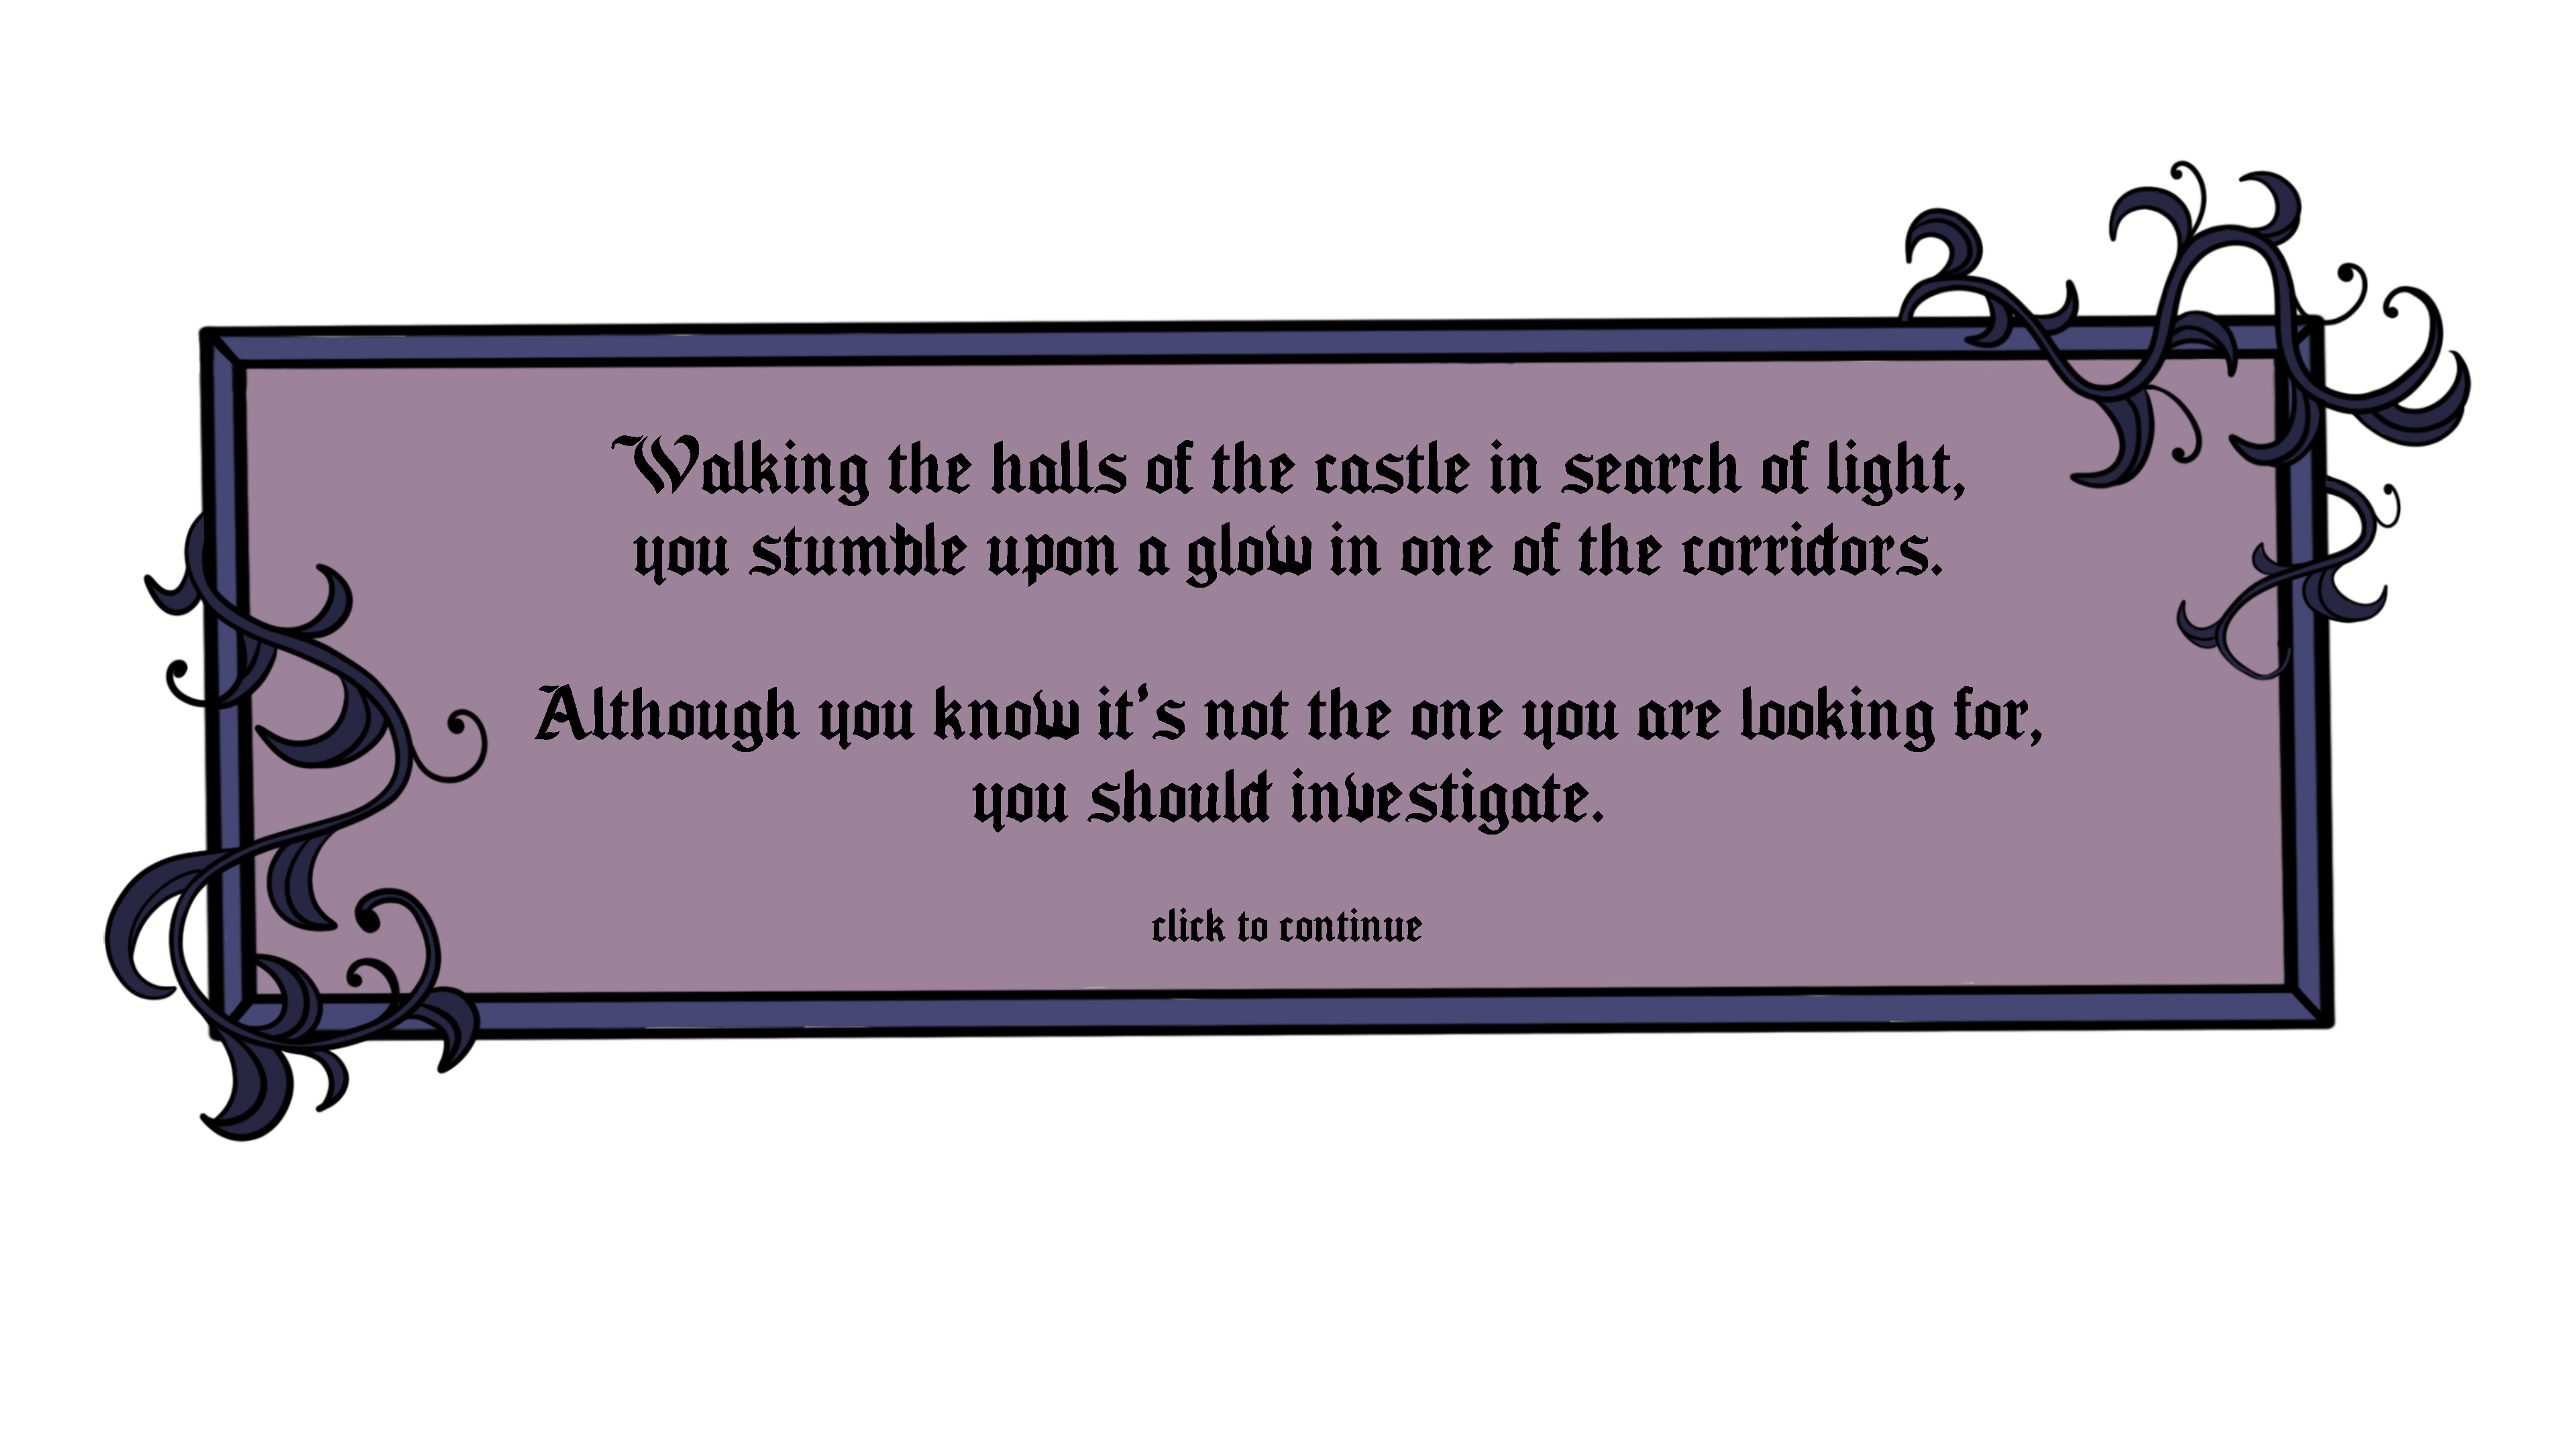 Walking the halls of the castle in search of light,
you stumble upon a glow in one of the corridors.
Although you know it's not the one you are looking for,
you should investigate.
click to continue